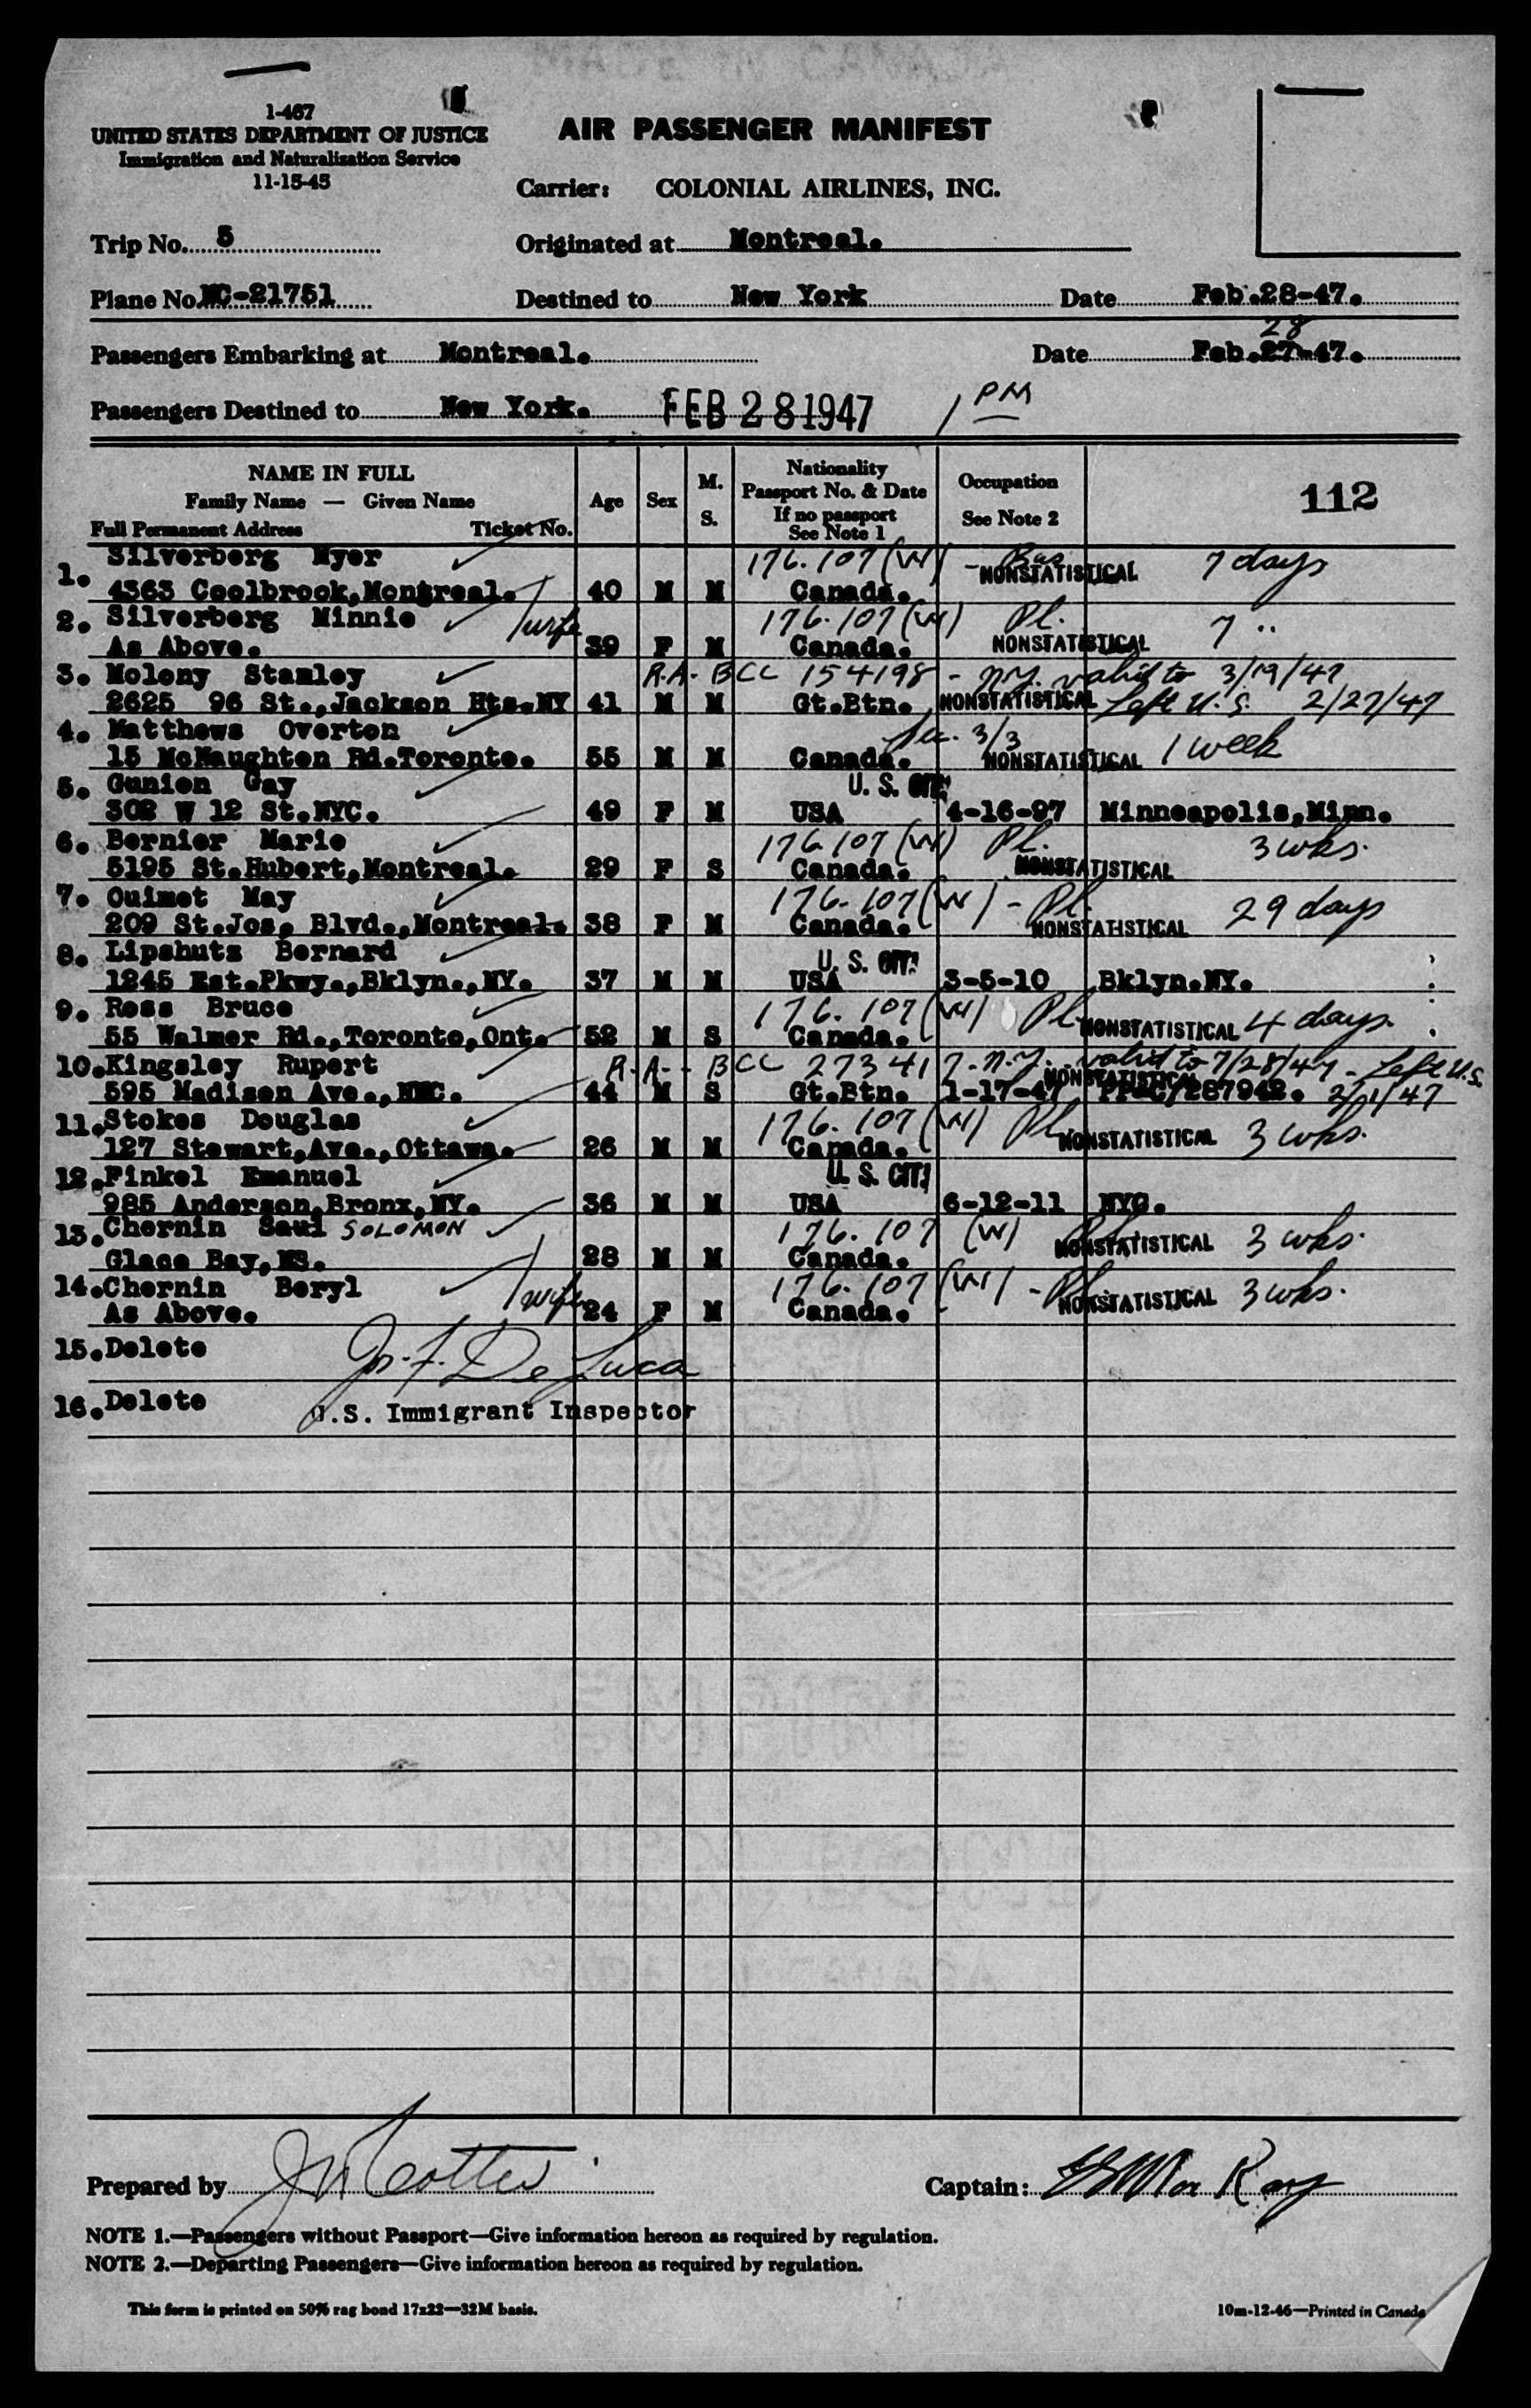 1-467
UNITED STATES DEPARTMENT OF JUSTICE
Immigration and Naturalization Service
11-15-45
AIR PASSENGER MANIFEST
Carrier: COLONIAL AIRLINES, INC.
Trip No. 5 Originated at Montreal.
Plane No. NC-21751 Destined to New York Date Feb.28-47.
28
Passengers Embarking at Montreal. Date Feb.27-47.
Passengers Destined to New York. FEB 28 1947 1 PM
NAME IN FULL
Family Name — Given Name
Full Permanent Address Ticket No.
Age Sex M. S.
Nationality
Passport No. & Date
If no passport
See Note 1
Occupation
See Note 2
112
1. Silverberg Myer 176.107 (W) - Bus NONSTATISTICAL 7 days
4363 Coolbrook,Montreal. 40 M M Canada.
2. Silverberg Minnie wife 176.107 (W) Pl. 7 "
As Above. 39 F M Canada. NONSTATISTICAL
3. Molony Stanley R.A. - BCC 154198 - N.Y. valid to 3/19/47
2625 96 St.,Jackson Hts.NY 41 M M Gt.Btn. NONSTATISTICAL Left U.S. 2/27/47
4. Matthews Overton 3/3 1 week
15 McNaughton Rd.Toronto. 55 M M Canada. NONSTATISTICAL
5. Gunion Gay U. S. CIT.
302 W 12 St.NYC. 49 F M USA 4-16-97 Minneapolis,Minn.
6. Bernier Marie 176.107 (W) Pl. 3 wks.
5195 St.Hubert,Montreal. 29 F S Canada. NONSTATISTICAL
7. Ouimet May 176.107 (W) - Pl. 29 days
209 St.Jos, Blvd.,Montreal. 38 F M Canada. NONSTATISTICAL
8. Lipshutz Bernard U. S. CIT.
1245 Est.Pkwy.,Bklyn.,NY. 37 M M USA 3-5-10 Bklyn.NY.
9. Ross Bruce 176.107 (W) Pl. NONSTATISTICAL 4 days.
55 Walmer Rd.,Toronto,Ont. 52 M S Canada.
10. Kingsley Rupert R.A. - BCC 273417 - N.Y. - valid to 7/28/47 - Left U.S.
595 Madison Ave.,NYC. 44 M S Gt.Btn. 1-17-47 NONSTATISTICAL PP#C/287942.
11. Stokes Douglas 176.107 (W) Pl. NONSTATISTICAL 3 wks.
127 Stewart,Ave.,Ottawa. 26 M M Canada.
12. Finkel Emanuel U. S. CIT.
985 Anderson,Bronx,NY. 36 M M USA 6-12-11 NYC.
13. Chernin Saul SOLOMON 176.107 (W) Pl. NONSTATISTICAL 3 wks.
Glace Bay,NS. 28 M M Canada.
14. Chernin Beryl wife 176.107 (W) - Pl. NONSTATISTICAL 3 wks.
As Above. 24 F M Canada.
15. Delete Jos. F. De Luca
16. Delete U.S. Immigrant Inspector
Prepared by
Captain:
NOTE 1.—Passengers without Passport—Give information hereon as required by regulation.
NOTE 2.—Departing Passengers—Give information hereon as required by regulation.
This form is printed on 50% rag bond 17x22—32M basis.
10m-12-46—Printed in Canada